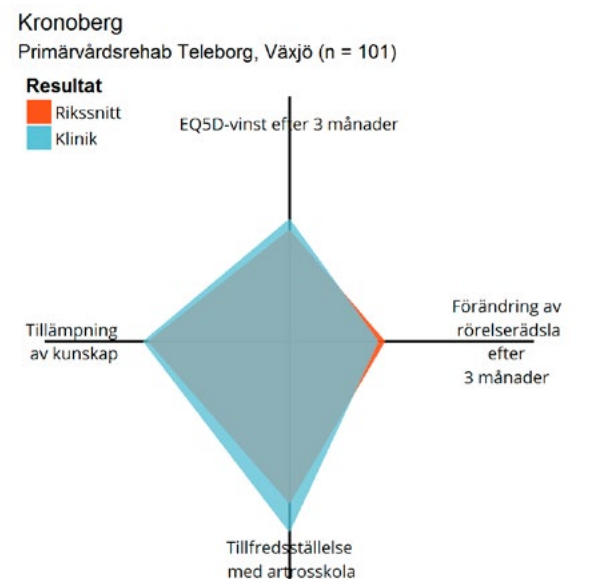 Kronoberg
Primärvårdsrehab Teleborg, Växjö (n = 101)
Resultat
Rikssnitt
Klinik
EQ5D-vinst efter 3 månader
Förändring av
rörelserädsla
efter
3 månader
Tillämpning
av kunskap
Tillfredsställelse
med artrosskola